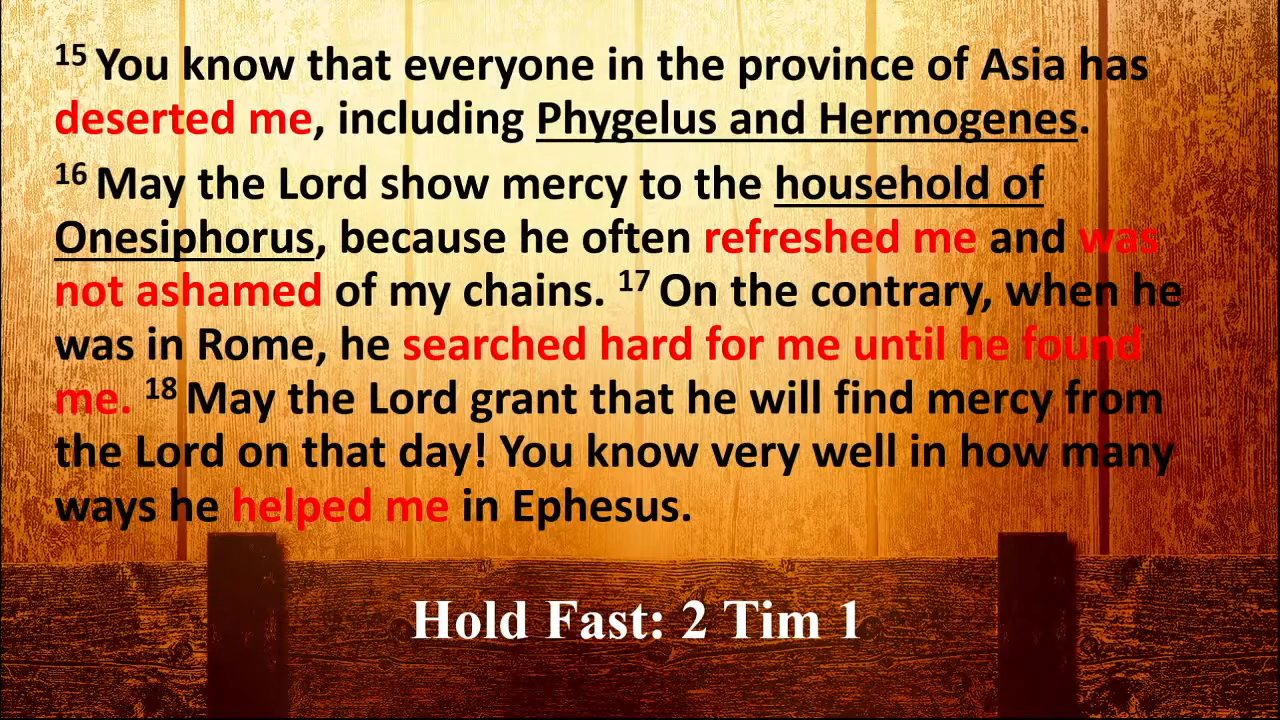 15 You know that everyone in the province of Asia has
deserted me, including Phygelus and Hermogenes.
16 May the Lord show mercy to the household of
Onesiphorus, because he often refreshed me and was
not ashamed of my chains. 17 On the contrary, when he
was in Rome, he searched hard for me until he found
me. 18 May the Lord grant that he will find mercy from
the Lord on that day! You know very well in how many
ways he helped me in Ephesus.
Hold Fast: 2 Tim 1